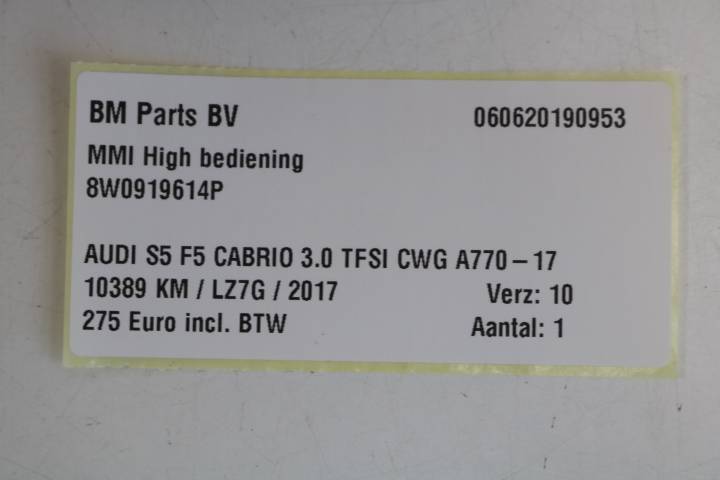 BM Parts BV 060620190953
MMI High bediening
8W0919614P
AUDI S5 F5 CABRIO 3.0 TFSI CWG A770-17
10389 KM / LZ7G / 2017 Verz: 10
275 Euro incl. BTW Aantal: 1